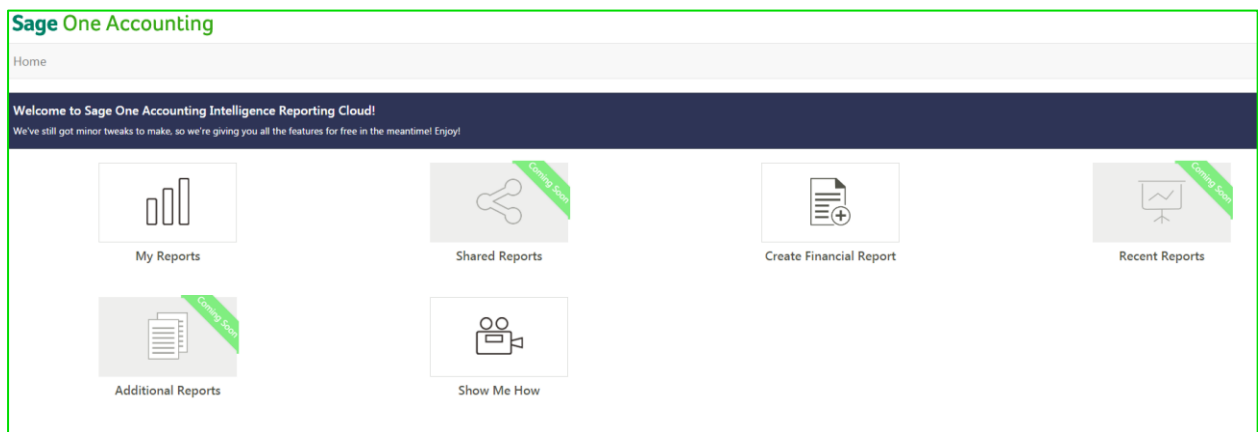 Sage One Accounting
Home
Welcome to Sage One Accounting Intelligence Reporting Cloud!
We've still got minor tweaks to make, so we're giving you all the features for free in the meantime! Enjoy!
Coming Soon
Coming Soon
My Reports
Shared Reports
Create Financial Report
Recent Reports
Coming Soon
Additional Reports
Show Me How